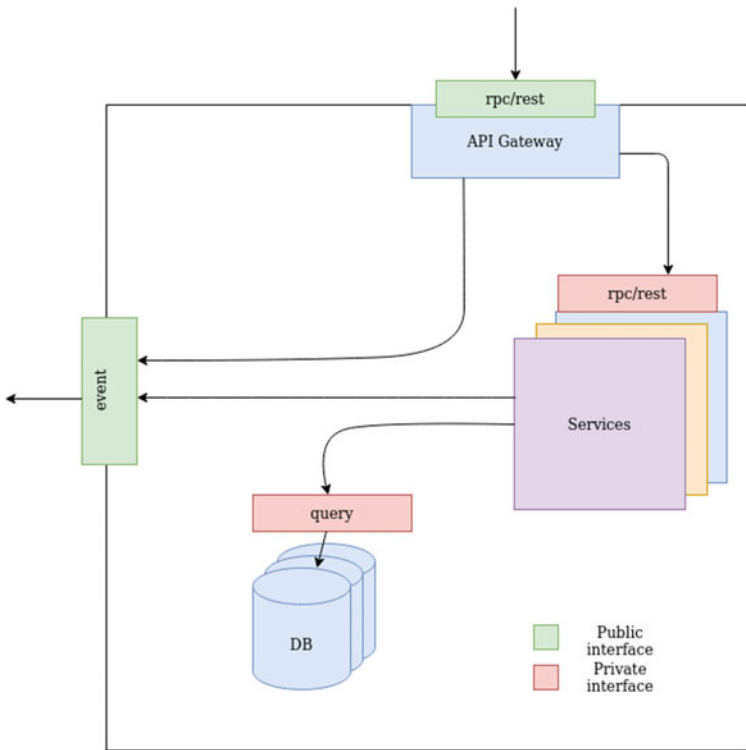 rpc/rest
API Gateway
rpc/rest
event
Services
query
DB
Public
interface
Private
interface